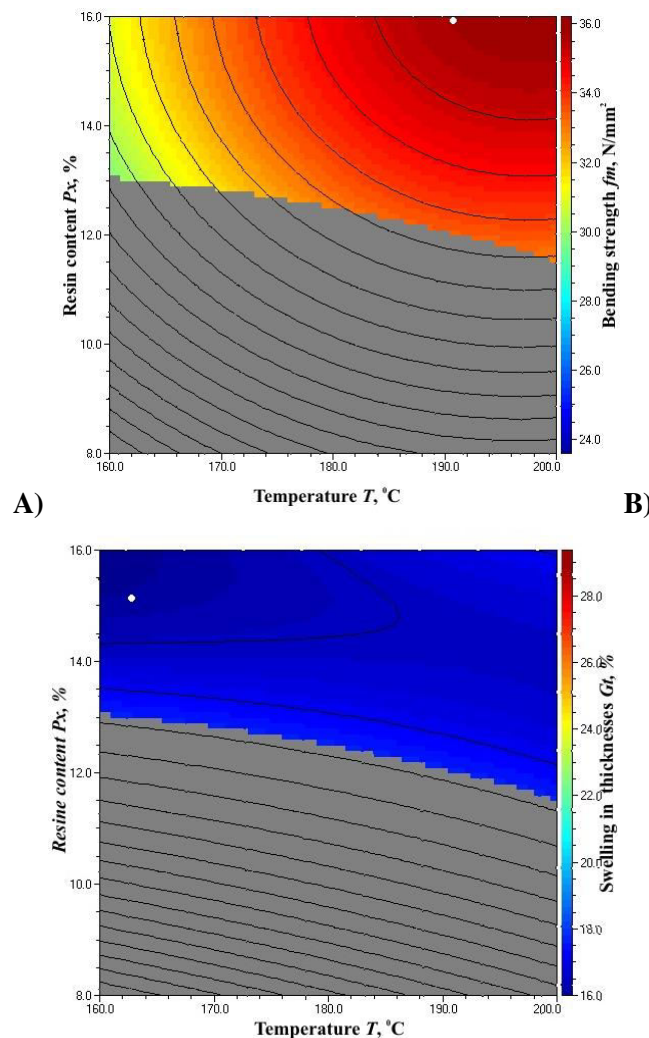 16.0
14.0
12.0
10.0
8.0
160.0 170.0 180.0 190.0 200.0
Resin content Px, %
Temperature T, °C
36.0
34.0
32.0
30.0
28.0
26.0
24.0
Bending strength fm, N/mm²
A)
B)
16.0
14.0
12.0
10.0
8.0
160.0 170.0 180.0 190.0 200.0
Resine content Px, %
Temperature T, °C
28.0
26.0
24.0
22.0
20.0
18.0
16.0
Swelling in thicknesses Gt, %